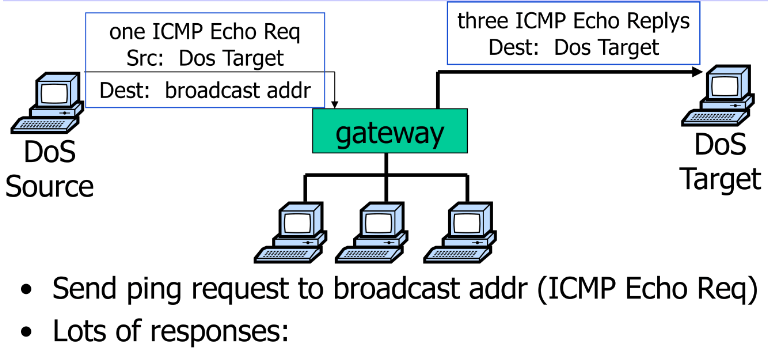 one ICMP Echo Req
Src: Dos Target
Dest: broadcast addr
three ICMP Echo Replys
Dest: Dos Target
gateway
DoS
Source
DoS
Target
• Send ping request to broadcast addr (ICMP Echo Req)
• Lots of responses: